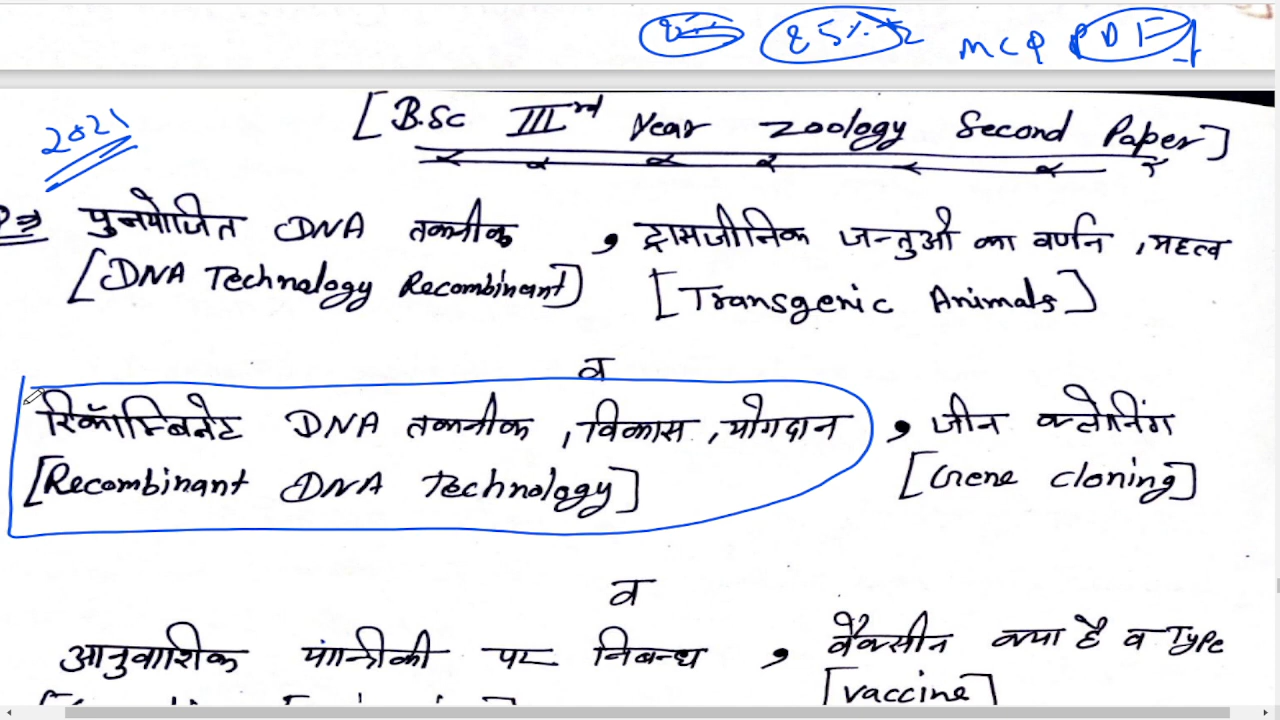 85% MCQ PDF
2021
[B.Sc IIIrd Year Zoology Second Paper]
पुनर्योजित DNA तकनीक , ट्रासजीनिक जन्तुओ का वर्णन , महत्व
[DNA Technology Recombinant] [Transgenic Animals]
व
रिकॉम्बिनेट DNA तकनीक , विकास , योगदान , जीन क्लोनिंग
[Recombinant DNA Technology] [Gene cloning]
व
आनुवाशिक यांत्रिकी पर निबन्ध , वैक्सीन क्या है व Type
[vaccine]